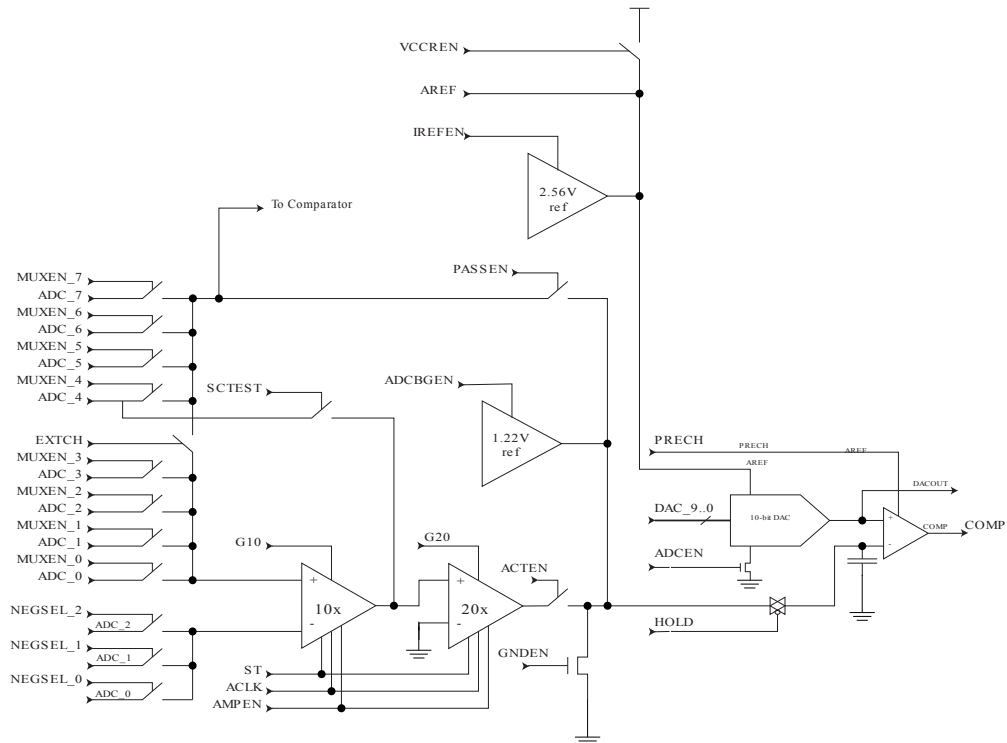 VCCREN
AREF
IREFEN
2.56V
ref
To Comparator
PASSEN
MUXEN_7
ADC_7
MUXEN_6
ADC_6
MUXEN_5
ADC_5
MUXEN_4
ADC_4
SCTEST
ADCBGEN
1.22V
ref
EXTCH
MUXEN_3
ADC_3
MUXEN_2
ADC_2
MUXEN_1
ADC_1
MUXEN_0
ADC_0
PRECH
PRECH
AREF
AREF
DACOUT
DAC_9..0
10-bit DAC
+
-
COMP
COMP
ADCEN
G10
+
10x
-
G20
+
20x
-
ACTEN
HOLD
NEGSEL_2
ADC_2
NEGSEL_1
ADC_1
NEGSEL_0
ADC_0
ST
ACLK
AMPEN
GNDEN